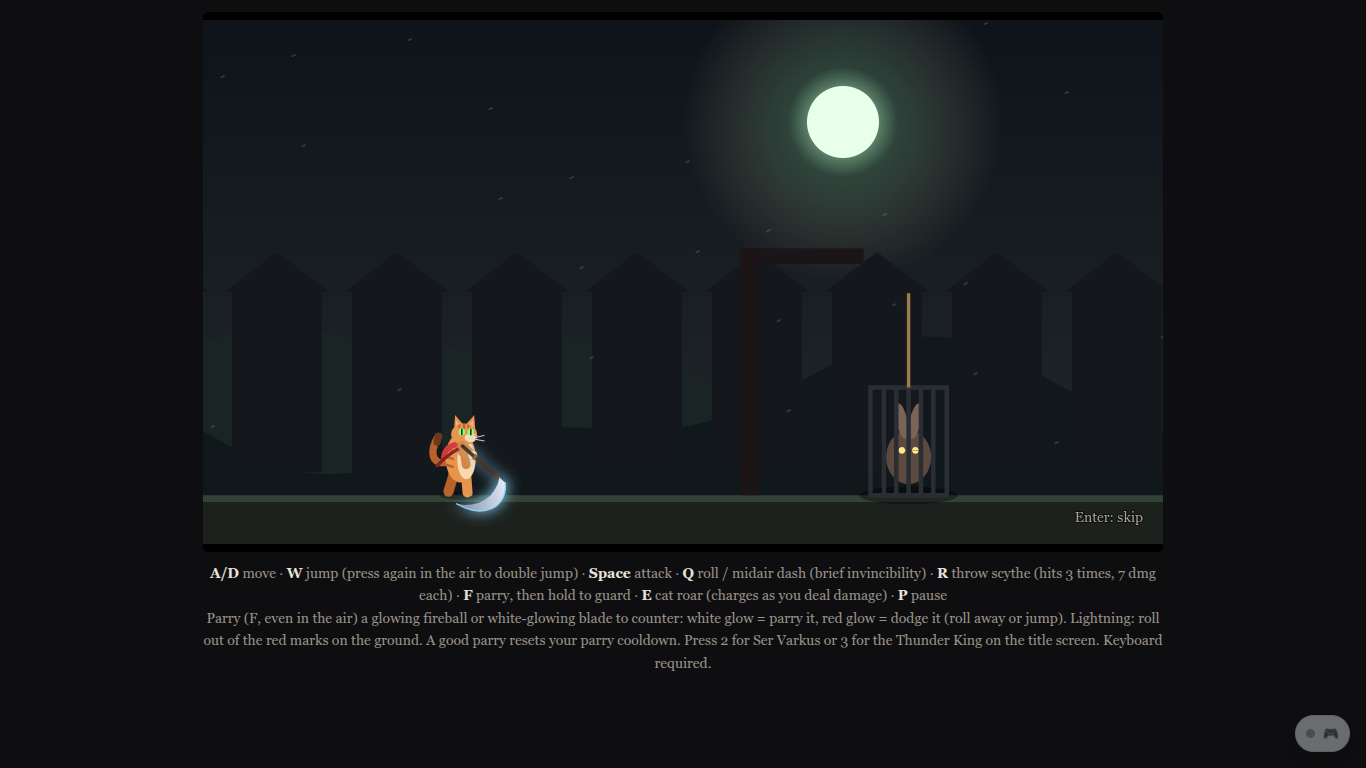 Enter: skip
A/D move · W jump (press again in the air to double jump) · Space attack · Q roll / midair dash (brief invincibility) · R throw scythe (hits 3 times, 7 dmg
each) · F parry, then hold to guard · E cat roar (charges as you deal damage) · P pause
Parry (F, even in the air) a glowing fireball or white-glowing blade to counter: white glow = parry it, red glow = dodge it (roll away or jump). Lightning: roll
out of the red marks on the ground. A good parry resets your parry cooldown. Press 2 for Ser Varkus or 3 for the Thunder King on the title screen. Keyboard
required.